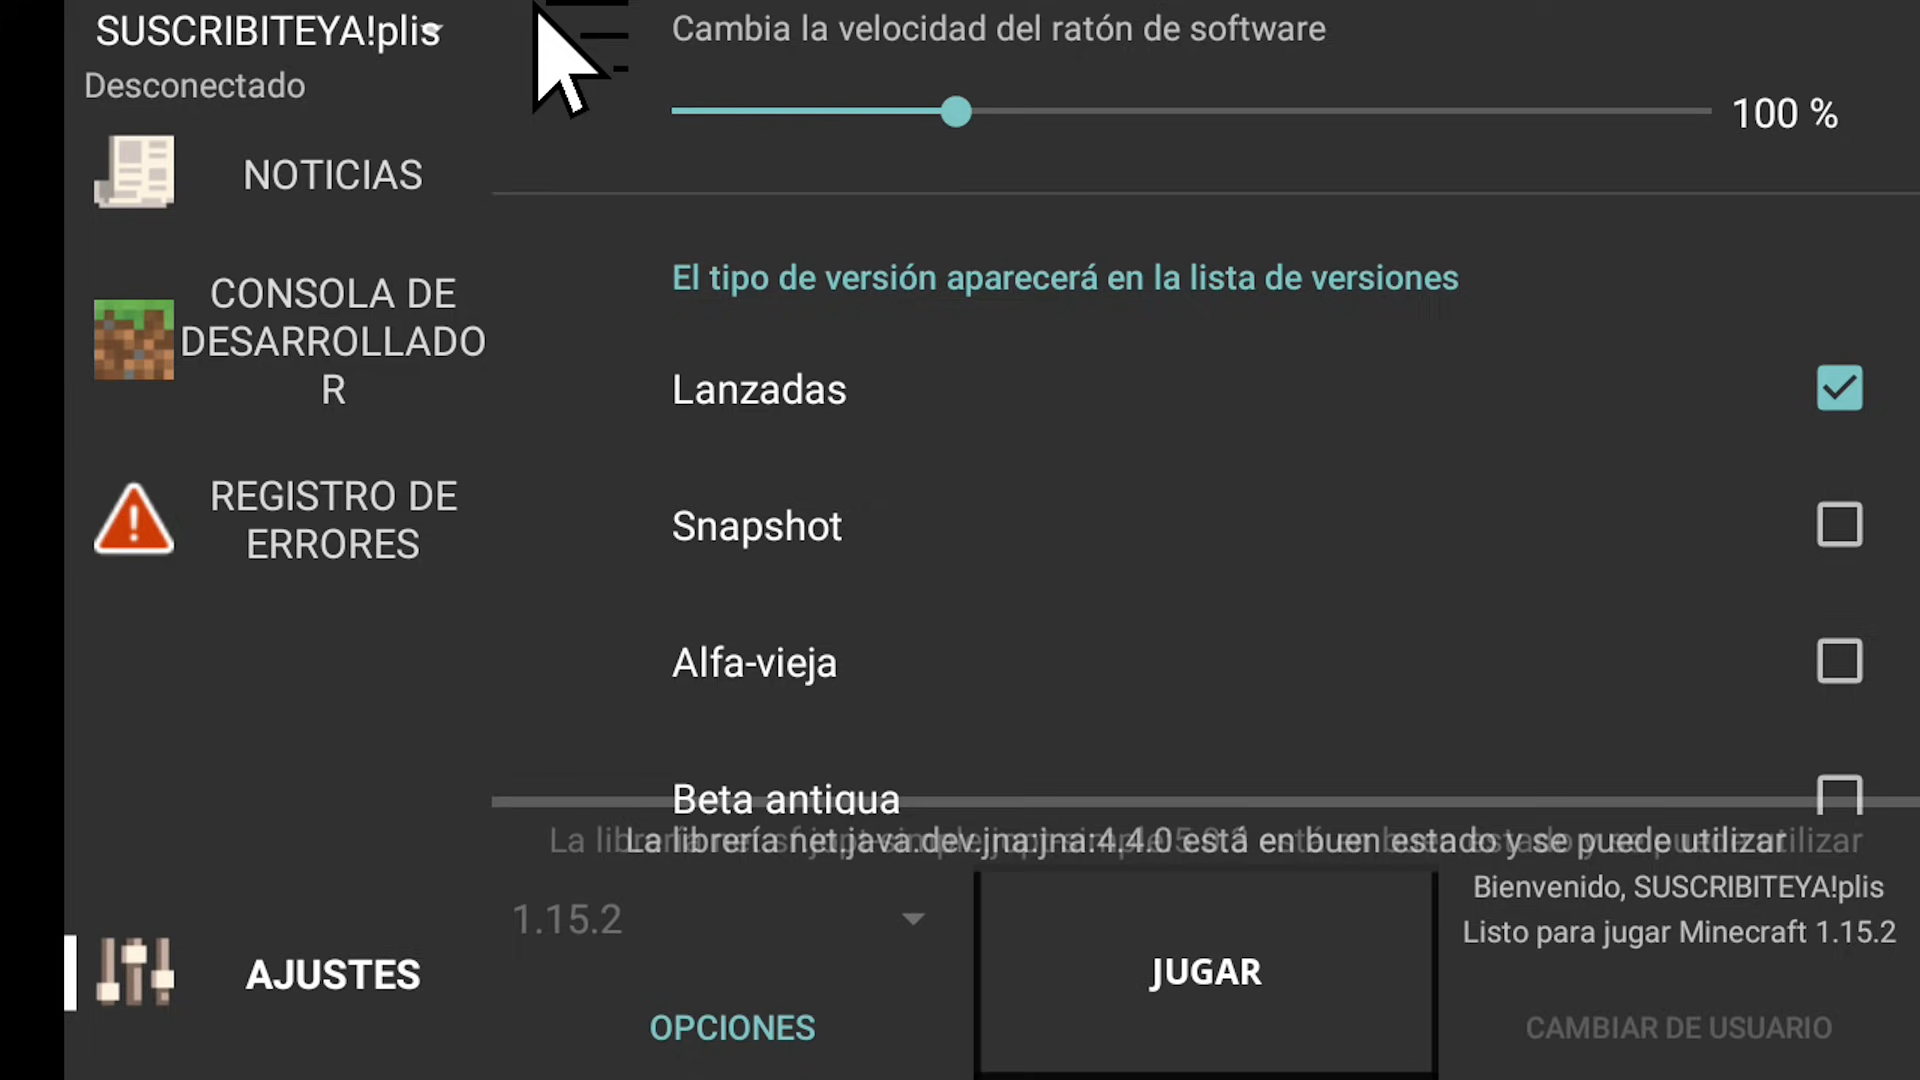 SUSCRIBITEYA!plis
Desconectado
NOTICIAS
CONSOLA DE
DESARROLLADO
R
REGISTRO DE
ERRORES
AJUSTES
Cambia la velocidad del ratón de software
100 %
El tipo de versión aparecerá en la lista de versiones
Lanzadas
Snapshot
Alfa-vieja
Beta antigua
La librería net.java.dev.jna:jna:4.4.0 está en buen estado y se puede utilizar
1.15.2
OPCIONES
JUGAR
Bienvenido, SUSCRIBITEYA!plis
Listo para jugar Minecraft 1.15.2
CAMBIAR DE USUARIO